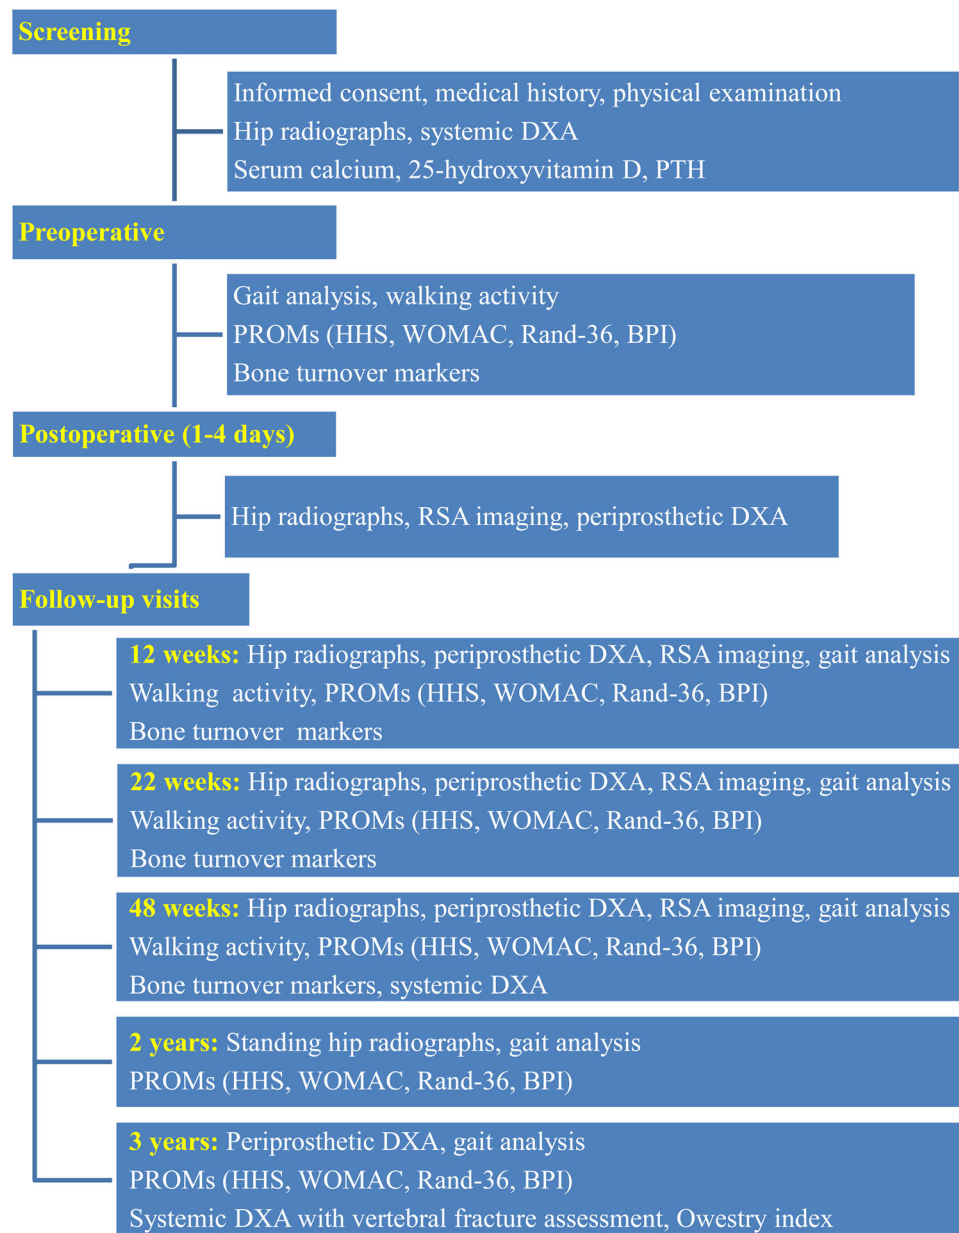 Screening
Informed consent, medical history, physical examination
Hip radiographs, systemic DXA
Serum calcium, 25-hydroxyvitamin D, PTH
Preoperative
Gait analysis, walking activity
PROMs (HHS, WOMAC, Rand-36, BPI)
Bone turnover markers
Postoperative (1-4 days)
Hip radiographs, RSA imaging, periprosthetic DXA
Follow-up visits
12 weeks: Hip radiographs, periprosthetic DXA, RSA imaging, gait analysis
Walking activity, PROMs (HHS, WOMAC, Rand-36, BPI)
Bone turnover markers
22 weeks: Hip radiographs, periprosthetic DXA, RSA imaging, gait analysis
Walking activity, PROMs (HHS, WOMAC, Rand-36, BPI)
Bone turnover markers
48 weeks: Hip radiographs, periprosthetic DXA, RSA imaging, gait analysis
Walking activity, PROMs (HHS, WOMAC, Rand-36, BPI)
Bone turnover markers, systemic DXA
2 years: Standing hip radiographs, gait analysis
PROMs (HHS, WOMAC, Rand-36, BPI)
3 years: Periprosthetic DXA, gait analysis
PROMs (HHS, WOMAC, Rand-36, BPI)
Systemic DXA with vertebral fracture assessment, Owestry index